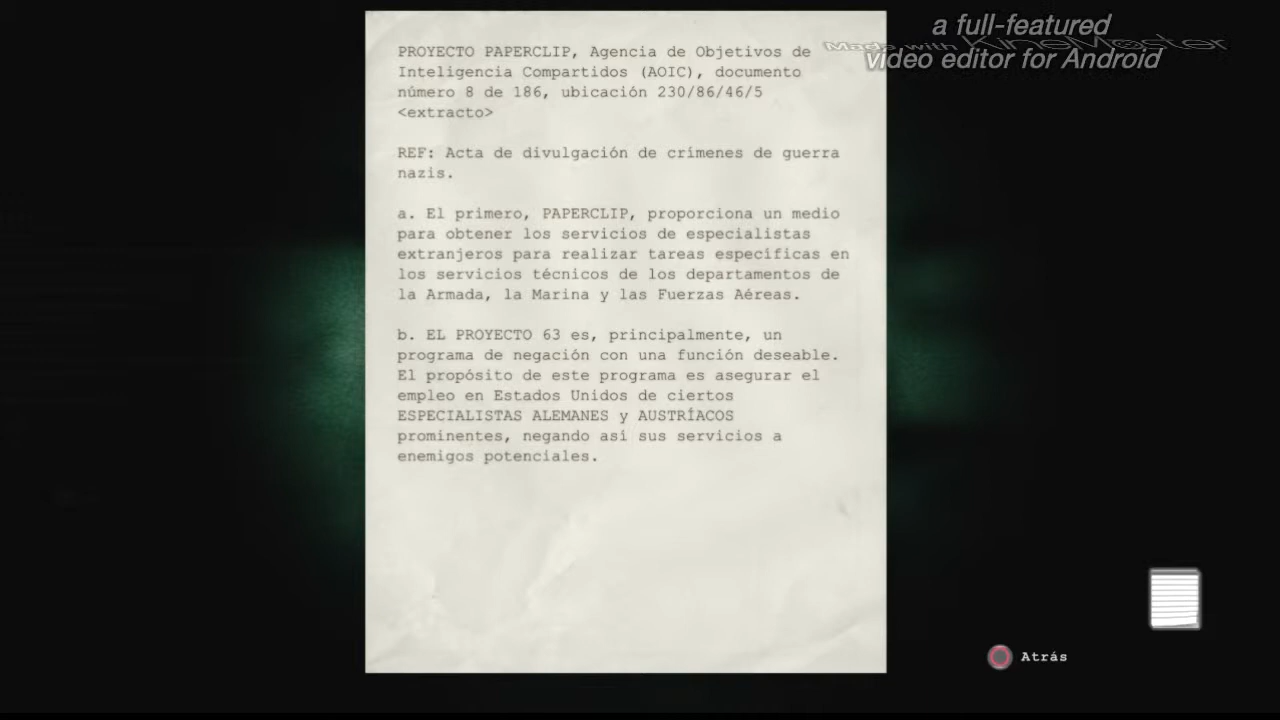 PROYECTO PAPERCLIP, Agencia de Objetivos de
Inteligencia Compartidos (AOIC), documento
número 8 de 186, ubicación 230/86/46/5
<extracto>
REF: Acta de divulgación de crímenes de guerra
nazis.
a. El primero, PAPERCLIP, proporciona un medio
para obtener los servicios de especialistas
extranjeros para realizar tareas específicas en
los servicios técnicos de los departamentos de
la Armada, la Marina y las Fuerzas Aéreas.
b. EL PROYECTO 63 es, principalmente, un
programa de negación con una función deseable.
El propósito de este programa es asegurar el
empleo en Estados Unidos de ciertos
ESPECIALISTAS ALEMANES y AUSTRÍACOS
prominentes, negando así sus servicios a
enemigos potenciales.
a full-featured
Made with KineMaster
video editor for Android
Atrás